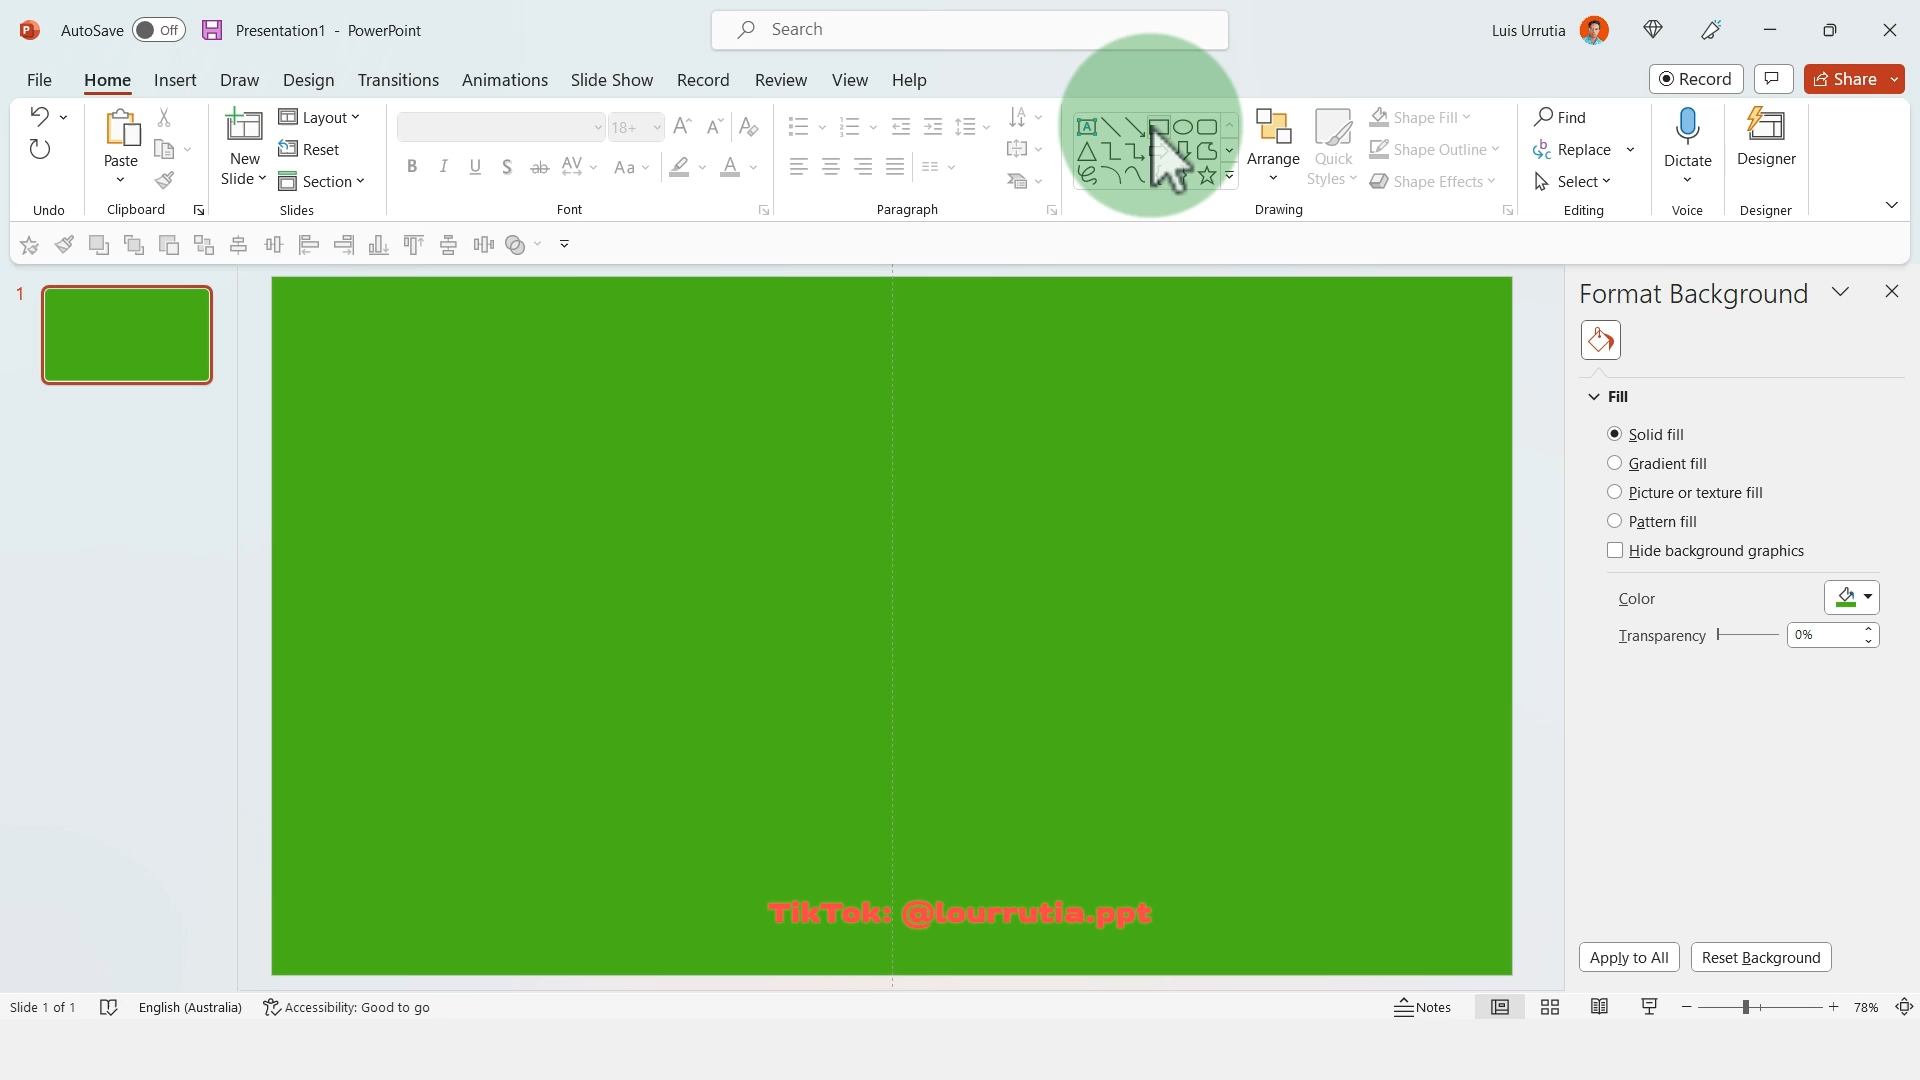 AutoSave Off Presentation1 - PowerPoint Search Luis Urrutia
File Home Insert Draw Design Transitions Animations Slide Show Record Review View Help Record Share
Paste
New
Slide
Layout
Reset
Section
18+
Aa
Arrange
Quick
Styles
Shape Fill
Shape Outline
Shape Effects
Find
Replace
Select
Dictate
Designer
Undo Clipboard Slides Font Paragraph Drawing Editing Voice Designer
1
Format Background
Fill
Solid fill
Gradient fill
Picture or texture fill
Pattern fill
Hide background graphics
Color
Transparency 0%
TikTok: @lourrutia.ppt
Apply to All Reset Background
Slide 1 of 1 English (Australia) Accessibility: Good to go Notes 78%